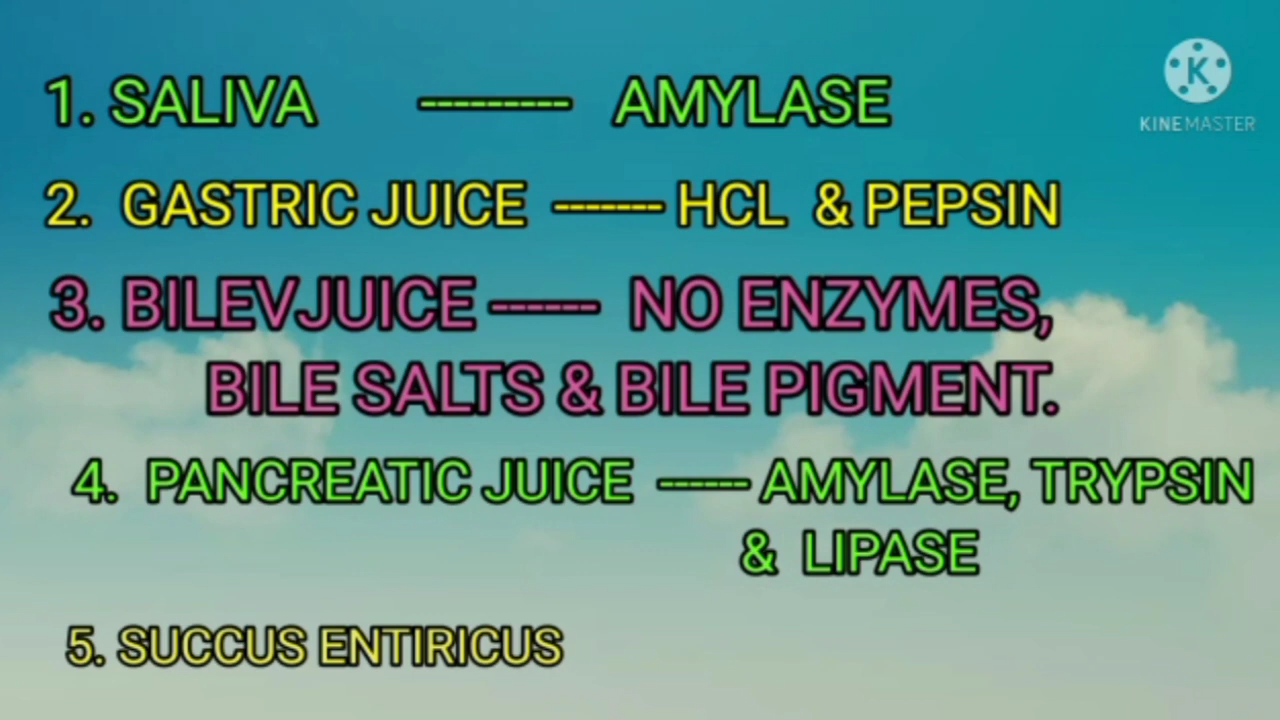 1. SALIVA --------- AMYLASE
KINEMASTER
2. GASTRIC JUICE ------- HCL & PEPSIN
3. BILEVJUICE ------ NO ENZYMES,
BILE SALTS & BILE PIGMENT.
4. PANCREATIC JUICE ------ AMYLASE, TRYPSIN
& LIPASE
5. SUCCUS ENTIRICUS